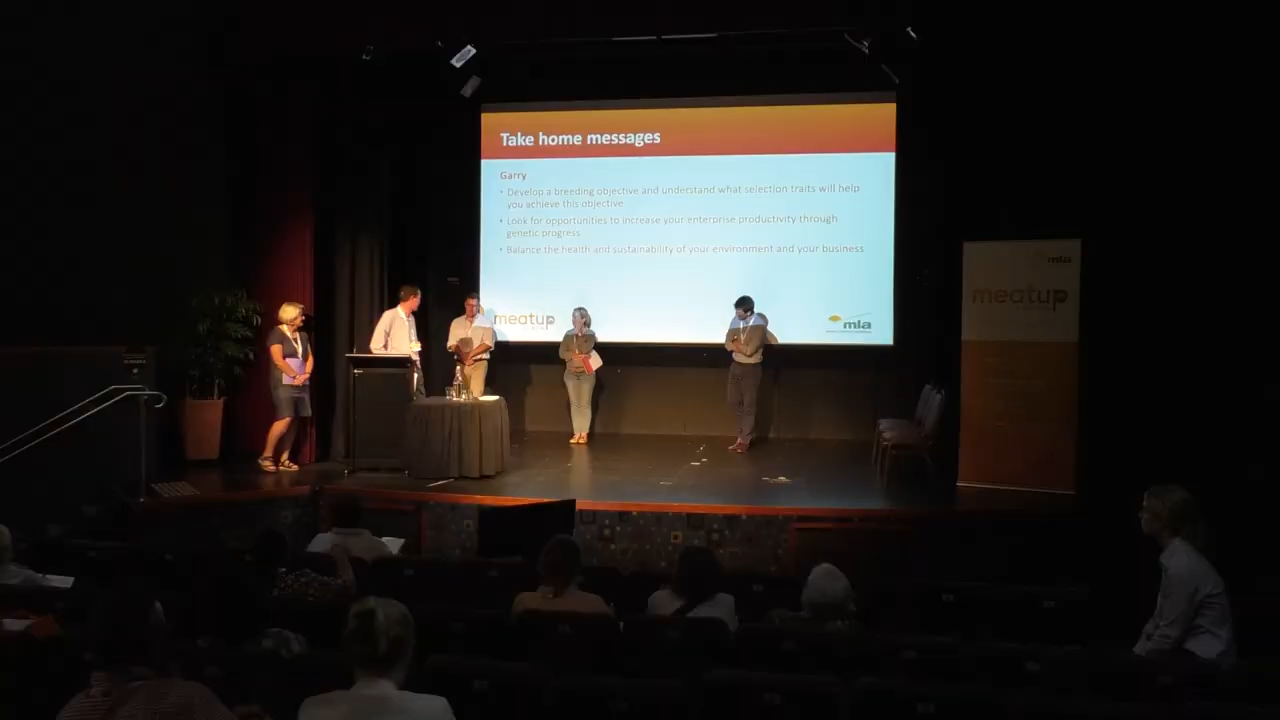 Take home messages
Garry
• Develop a breeding objective and understand what selection traits will help
you achieve this objective
• Look for opportunities to increase your enterprise productivity through
genetic progress
• Balance the health and sustainability of your environment and your business
meatup
mla
mla
meatup